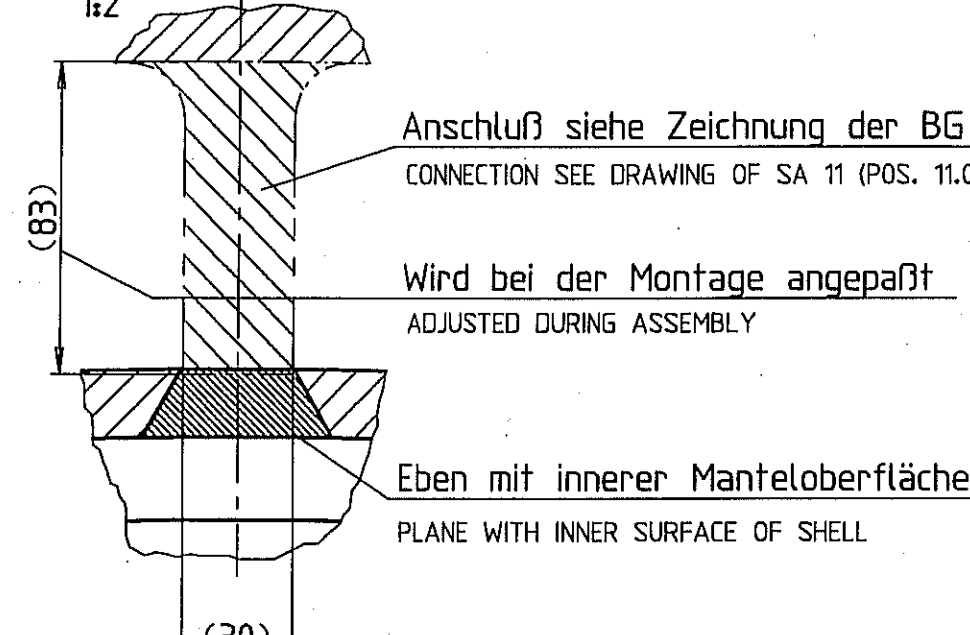 1:2
Anschluß siehe Zeichnung der BG
CONNECTION SEE DRAWING OF SA 11 (POS. 11.0
(83)
Wird bei der Montage angepaßt
ADJUSTED DURING ASSEMBLY
Eben mit innerer Manteloberfläche
PLANE WITH INNER SURFACE OF SHELL